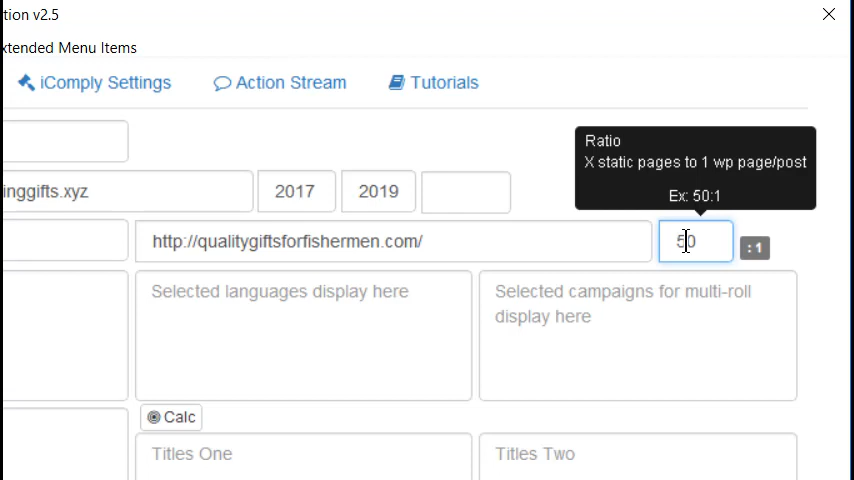 tion v2.5
xtended Menu Items
iComply Settings
Action Stream
Tutorials
Ratio
X static pages to 1 wp page/post
Ex: 50:1
inggifts.xyz
2017
2019
http://qualitygiftsforfishermen.com/
50
: 1
Selected languages display here
Selected campaigns for multi-roll
display here
Calc
Titles One
Titles Two